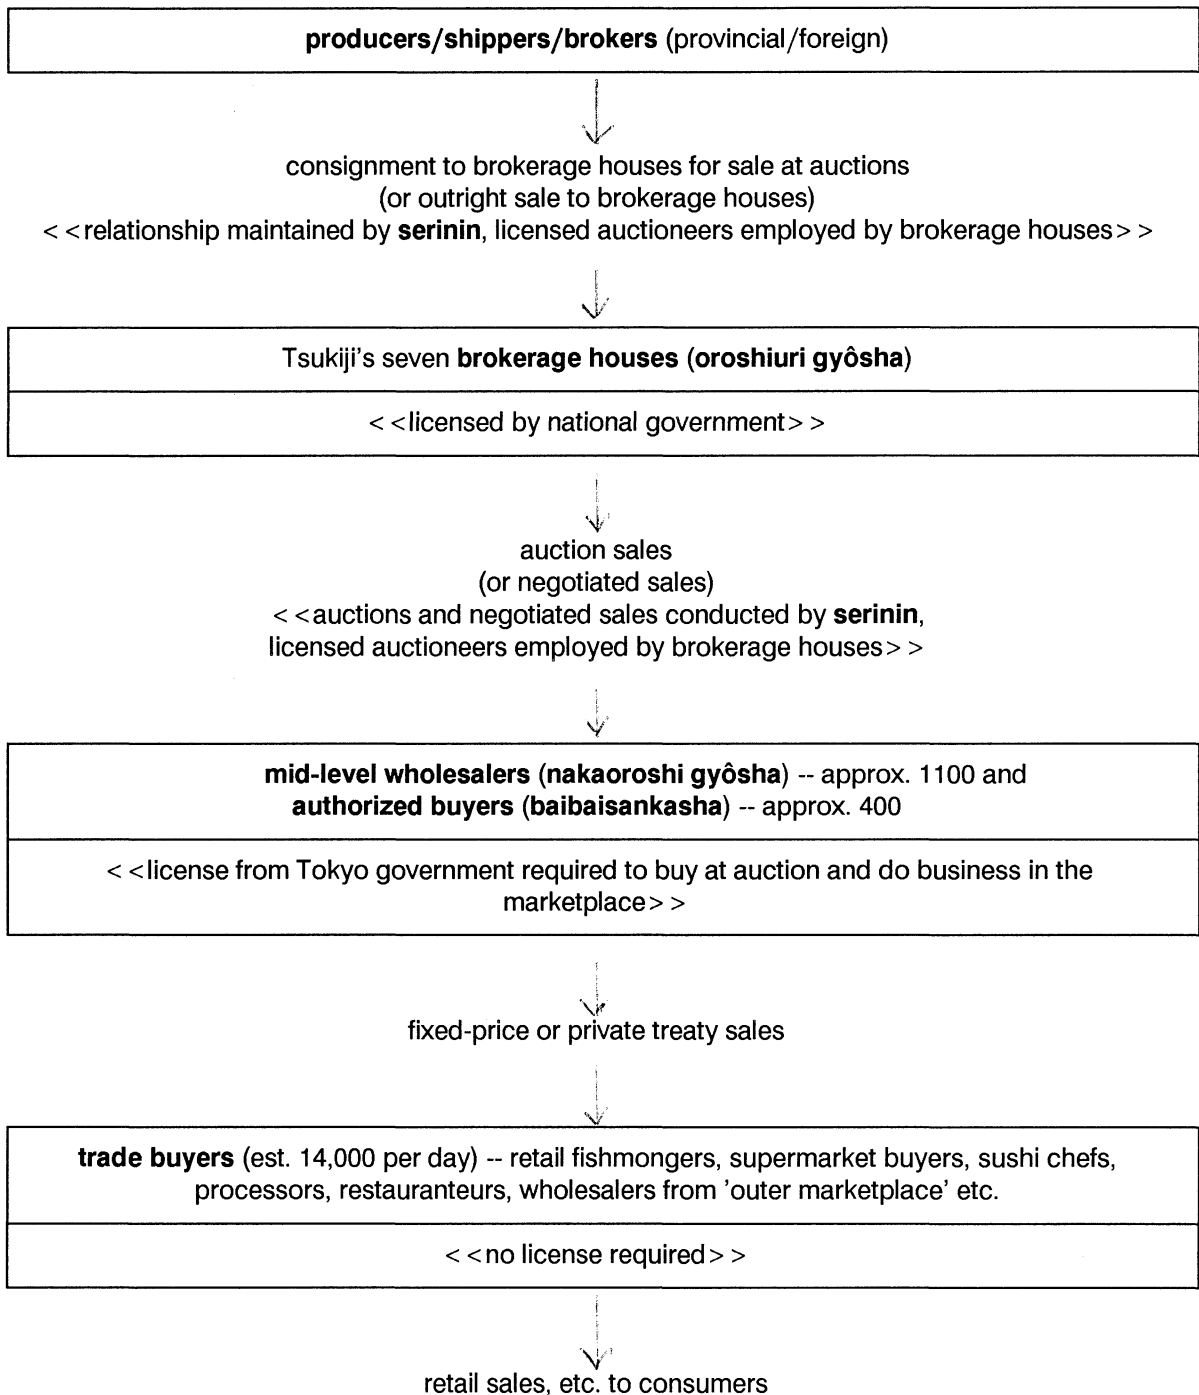 producers/shippers/brokers (provincial/foreign)
consignment to brokerage houses for sale at auctions
(or outright sale to brokerage houses)
< <relationship maintained by serinin, licensed auctioneers employed by brokerage houses> >
Tsukiji's seven brokerage houses (oroshiuri gyôsha)
< <licensed by national government> >
auction sales
(or negotiated sales)
< <auctions and negotiated sales conducted by serinin,
licensed auctioneers employed by brokerage houses> >
mid-level wholesalers (nakaoroshi gyôsha) -- approx. 1100 and
authorized buyers (baibaisankasha) -- approx. 400
< <license from Tokyo government required to buy at auction and do business in the
marketplace> >
fixed-price or private treaty sales
trade buyers (est. 14,000 per day) -- retail fishmongers, supermarket buyers, sushi chefs,
processors, restauranteurs, wholesalers from 'outer marketplace' etc.
< <no license required> >
retail sales, etc. to consumers